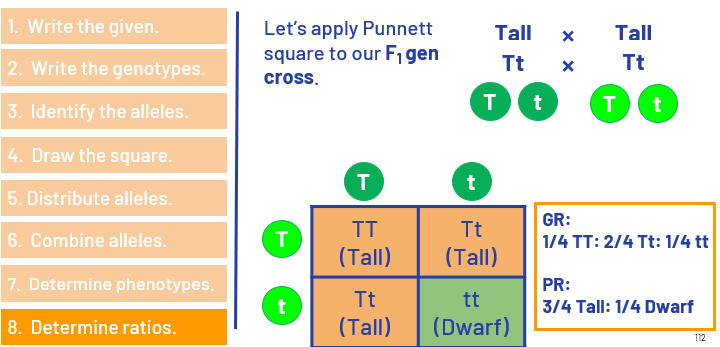 1. Write the given.
2. Write the genotypes.
3. Identify the alleles.
4. Draw the square.
5. Distribute alleles.
6. Combine alleles.
7. Determine phenotypes.
8. Determine ratios.
Let's apply Punnett
square to our F1 gen
cross.
Tall x Tall
Tt x Tt
T t T t
T t
T TT Tt
(Tall) (Tall)
t Tt tt
(Tall) (Dwarf)
GR:
1/4 TT: 2/4 Tt: 1/4 tt
PR:
3/4 Tall: 1/4 Dwarf
112